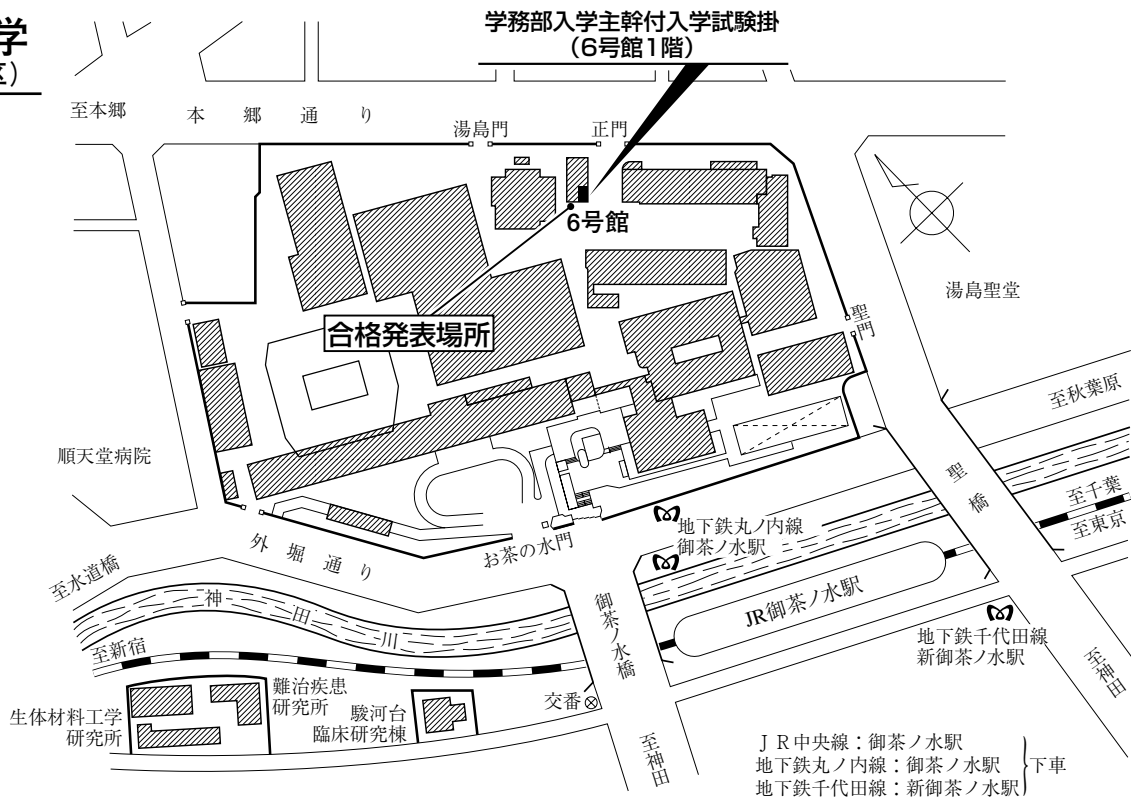 学
区）
学務部入学主幹付入学試験掛
（6号館1階）
至本郷
本郷通り
湯島門
正門
6号館
湯島聖堂
合格発表場所
聖門
至秋葉原
順天堂病院
聖橋
至千葉
至東京
外堀通り
お茶の水門
地下鉄丸ノ内線
御茶ノ水駅
至水道橋
神田川
御茶ノ水橋
JR御茶ノ水駅
至新宿
地下鉄千代田線
新御茶ノ水駅
至神田
難治疾患
研究所
生体材料工学
研究所
駿河台
臨床研究棟
交番
至神田
ＪＲ中央線：御茶ノ水駅
地下鉄丸ノ内線：御茶ノ水駅
地下鉄千代田線：新御茶ノ水駅
下車